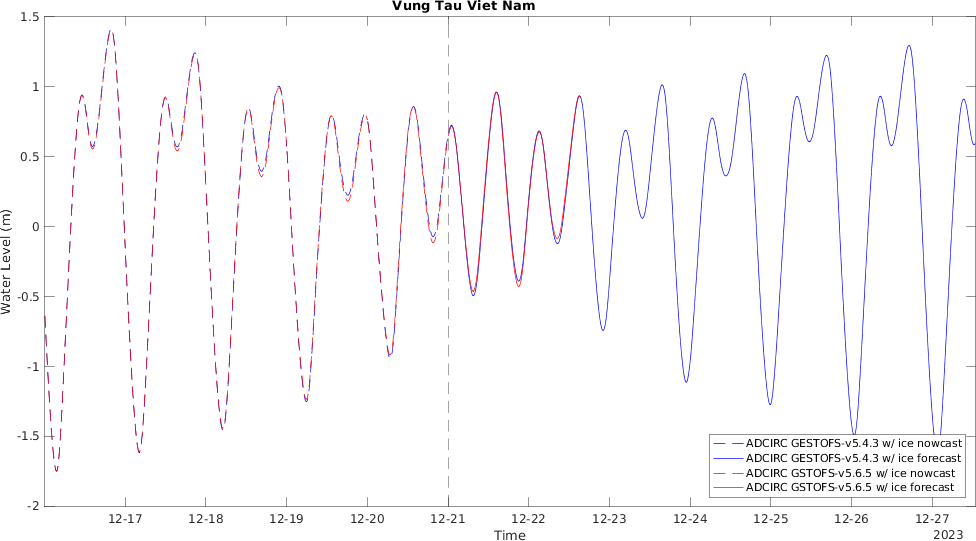 Vung Tau Viet Nam
1.5
1
0.5
0
-0.5
-1
-1.5
-2
Water Level (m)
12-17 12-18 12-19 12-20 12-21 12-22 12-23 12-24 12-25 12-26 12-27
Time
2023
ADCIRC GESTOFS-v5.4.3 w/ ice nowcast
ADCIRC GESTOFS-v5.4.3 w/ ice forecast
ADCIRC GSTOFS-v5.6.5 w/ ice nowcast
ADCIRC GSTOFS-v5.6.5 w/ ice forecast